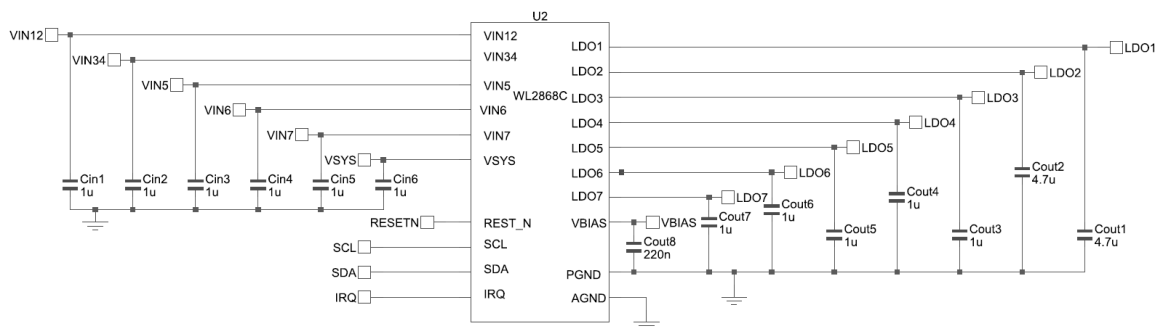 U2
VIN12
VIN12
LDO1
LDO1
VIN34
VIN34
LDO2
LDO2
VIN5
VIN5
WL2868C
LDO3
LDO3
VIN6
VIN6
LDO4
LDO4
VIN7
VIN7
LDO5
LDO5
VSYS
VSYS
LDO6
LDO6
Cin1
1u
Cin2
1u
Cin3
1u
Cin4
1u
Cin5
1u
Cin6
1u
LDO7
LDO7
Cout2
4.7u
Cout4
1u
Cout6
1u
Cout7
1u
RESETN
REST_N
VBIAS
VBIAS
Cout5
1u
Cout3
1u
Cout1
4.7u
SCL
SCL
Cout8
220n
SDA
SDA
PGND
IRQ
IRQ
AGND